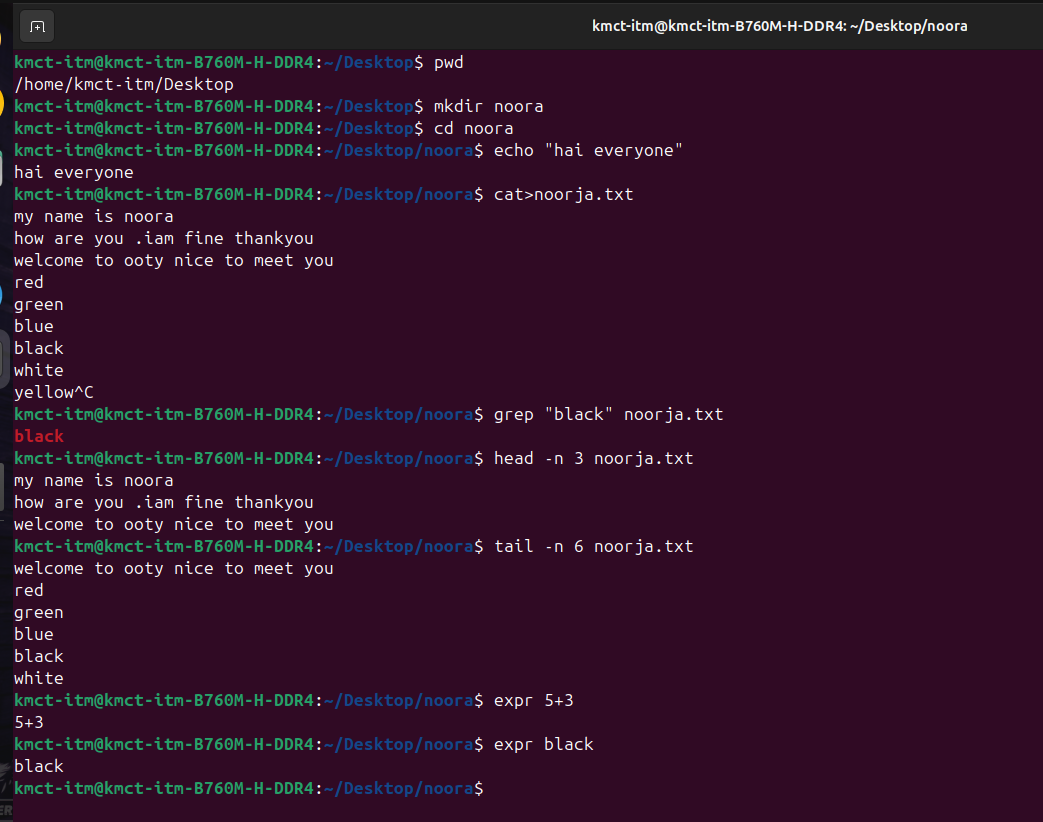 kmct-itm@kmct-itm-B760M-H-DDR4: ~/Desktop/noora
kmct-itm@kmct-itm-B760M-H-DDR4:~/Desktop$ pwd
/home/kmct-itm/Desktop
kmct-itm@kmct-itm-B760M-H-DDR4:~/Desktop$ mkdir noora
kmct-itm@kmct-itm-B760M-H-DDR4:~/Desktop$ cd noora
kmct-itm@kmct-itm-B760M-H-DDR4:~/Desktop/noora$ echo "hai everyone"
hai everyone
kmct-itm@kmct-itm-B760M-H-DDR4:~/Desktop/noora$ cat>noorja.txt
my name is noora
how are you .iam fine thankyou
welcome to ooty nice to meet you
red
green
blue
black
white
yellow^C
kmct-itm@kmct-itm-B760M-H-DDR4:~/Desktop/noora$ grep "black" noorja.txt
black
kmct-itm@kmct-itm-B760M-H-DDR4:~/Desktop/noora$ head -n 3 noorja.txt
my name is noora
how are you .iam fine thankyou
welcome to ooty nice to meet you
kmct-itm@kmct-itm-B760M-H-DDR4:~/Desktop/noora$ tail -n 6 noorja.txt
welcome to ooty nice to meet you
red
green
blue
black
white
kmct-itm@kmct-itm-B760M-H-DDR4:~/Desktop/noora$ expr 5+3
5+3
kmct-itm@kmct-itm-B760M-H-DDR4:~/Desktop/noora$ expr black
black
kmct-itm@kmct-itm-B760M-H-DDR4:~/Desktop/noora$